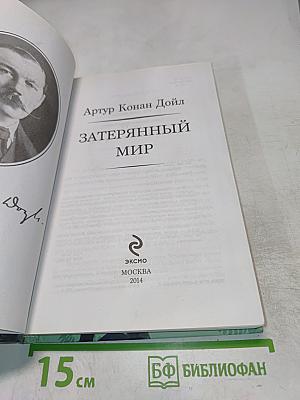 Артур Конан Дойл
ЗАТЕРЯННЫЙ
МИР
ЭКСМО
МОСКВА
2014
15 см
БФ БИБЛИОФАН